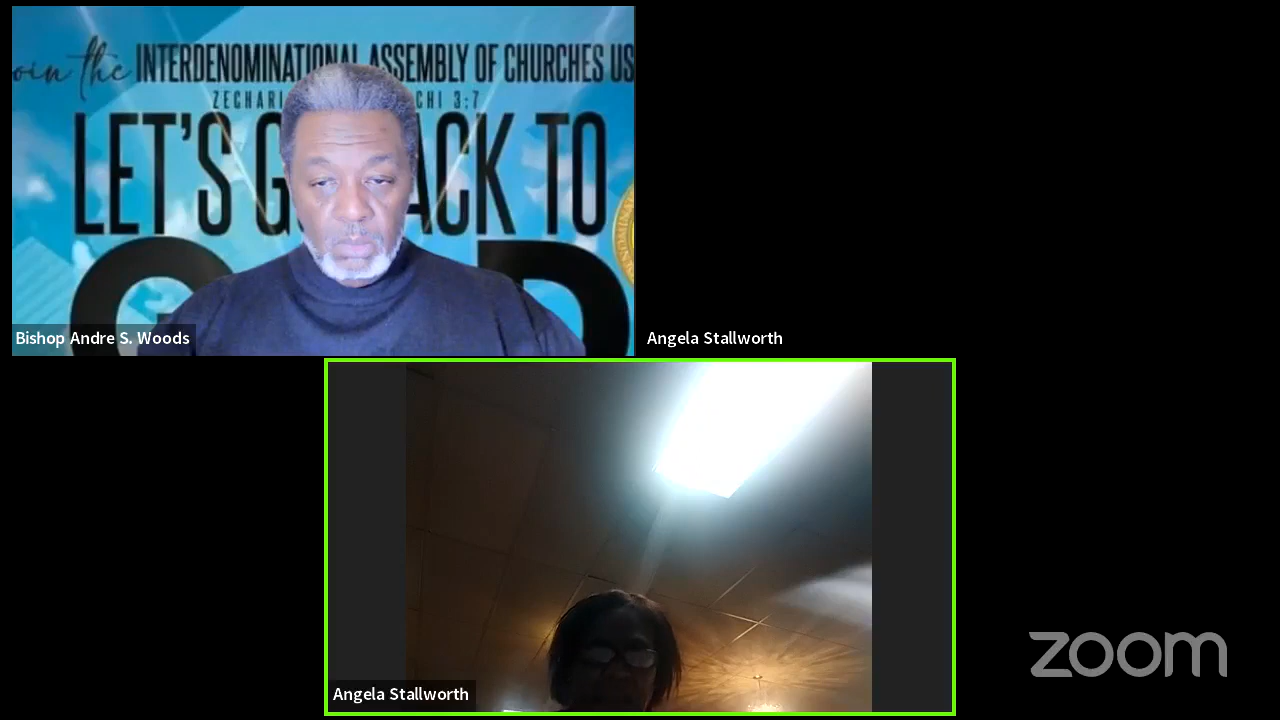 oin the INTERDENOMINATIONAL ASSEMBLY OF CHURCHES US
CHI 3:7
LET'S G ACK TO
Bishop Andre S. Woods
Angela Stallworth
Angela Stallworth
zoom